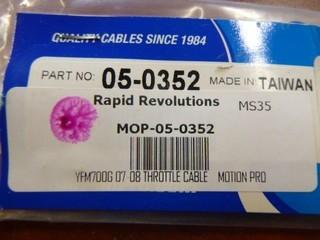 QUALITY CABLES SINCE 1984
PART NO: 05-0352 MADE IN: TAIWAN
Rapid Revolutions MS35
MOP-05-0352
YFM700G 07-08 THROTTLE CABLE MOTION PRO